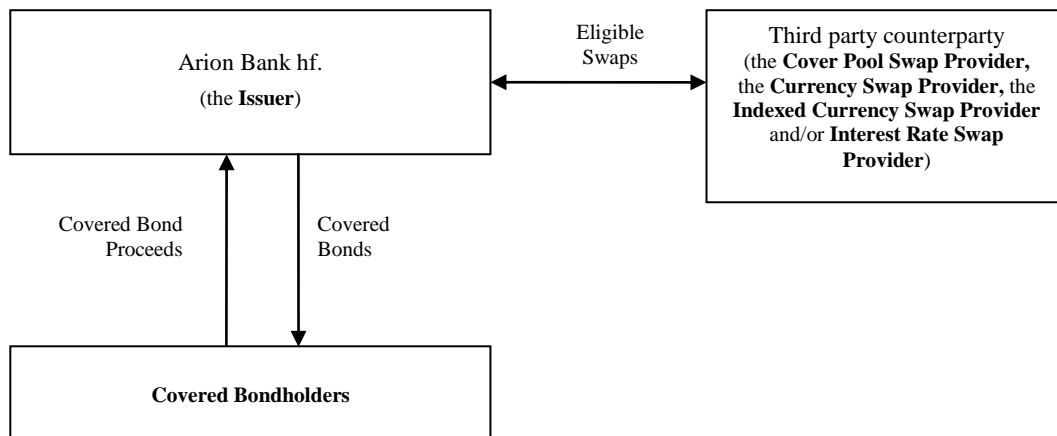 Arion Bank hf.
(the Issuer)
Eligible
Swaps
Third party counterparty
(the Cover Pool Swap Provider,
the Currency Swap Provider, the
Indexed Currency Swap Provider
and/or Interest Rate Swap
Provider)
Covered Bond
Proceeds
Covered
Bonds
Covered Bondholders